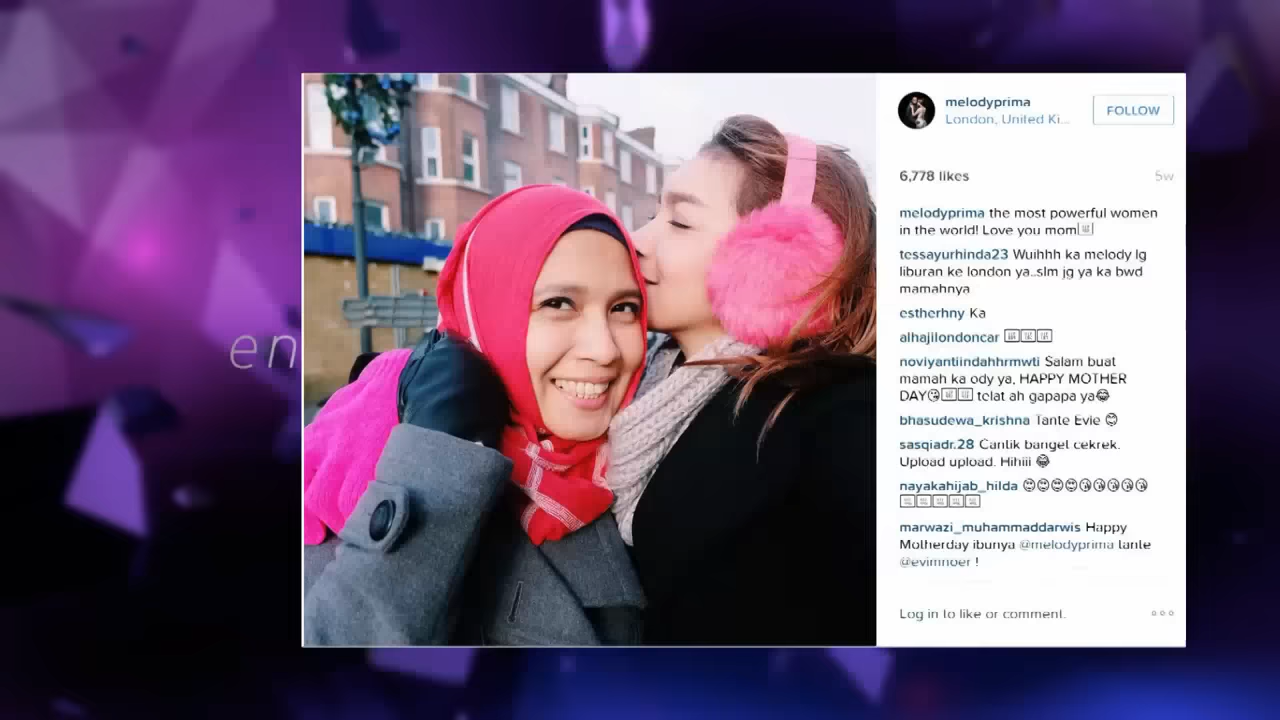 en
melodyprima
London, United Ki...
FOLLOW
6,778 likes
5w
melodyprima the most powerful women
in the world! Love you mom
tessayurhinda23 Wuihhh ka melody lg
liburan ke london ya..slm jg ya ka bwd
mamahnya
estherhny Ka
alhajilondoncar
noviyantiindahhrmwti Salam buat
mamah ka ody ya, HAPPY MOTHER
DAY😘 telat ah gapapa ya😂
bhasudewa_krishna Tante Evie 😊
sasqiadr.28 Cantik banget cekrek.
Upload upload. Hihiii 😂
nayakahijab_hilda 😍😍😍😍😘😘😘😘😘
marwazi_muhammaddarwis Happy
Motherday ibunya @melodyprima tante
@evimnoer !
Log in to like or comment.